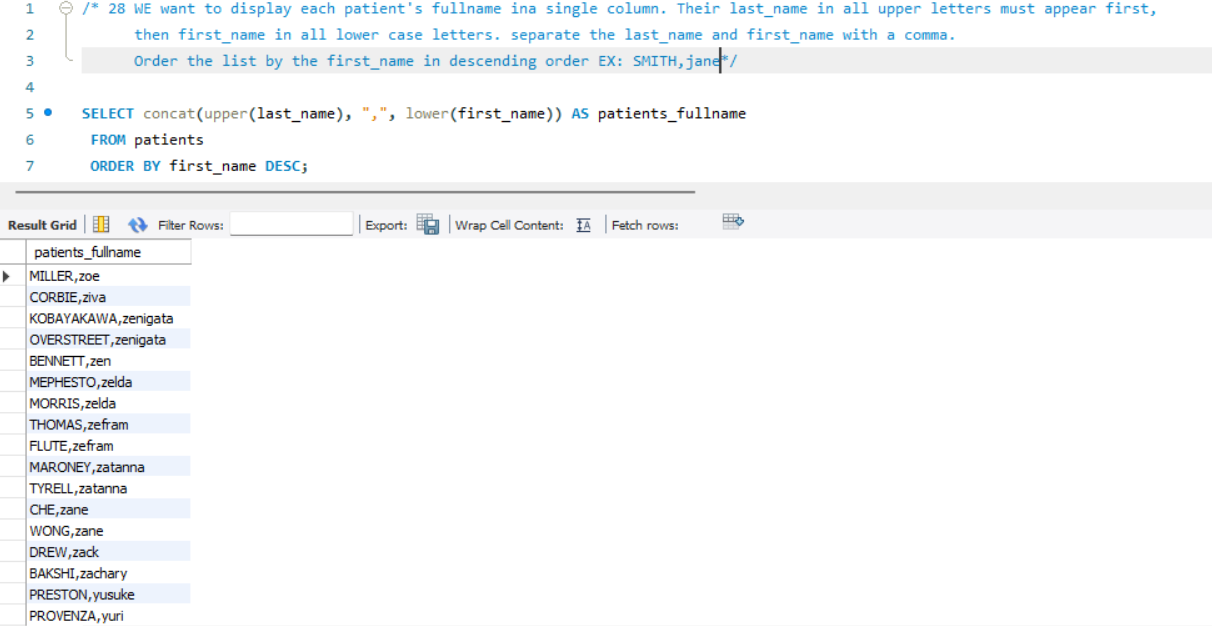 1 /* 28 WE want to display each patient's fullname ina single column. Their last_name in all upper letters must appear first,
2 then first_name in all lower case letters. separate the last_name and first_name with a comma.
3 Order the list by the first_name in descending order EX: SMITH,jane*/
4
5 SELECT concat(upper(last_name), ",", lower(first_name)) AS patients_fullname
6 FROM patients
7 ORDER BY first_name DESC;
Result Grid Filter Rows: Export: Wrap Cell Content: IA Fetch rows:
patients_fullname
MILLER,zoe
CORBIE,ziva
KOBAYAKAWA,zenigata
OVERSTREET,zenigata
BENNETT,zen
MEPHESTO,zelda
MORRIS,zelda
THOMAS,zefram
FLUTE,zefram
MARONEY,zatanna
TYRELL,zatanna
CHE,zane
WONG,zane
DREW,zack
BAKSHI,zachary
PRESTON,yusuke
PROVENZA,yuri